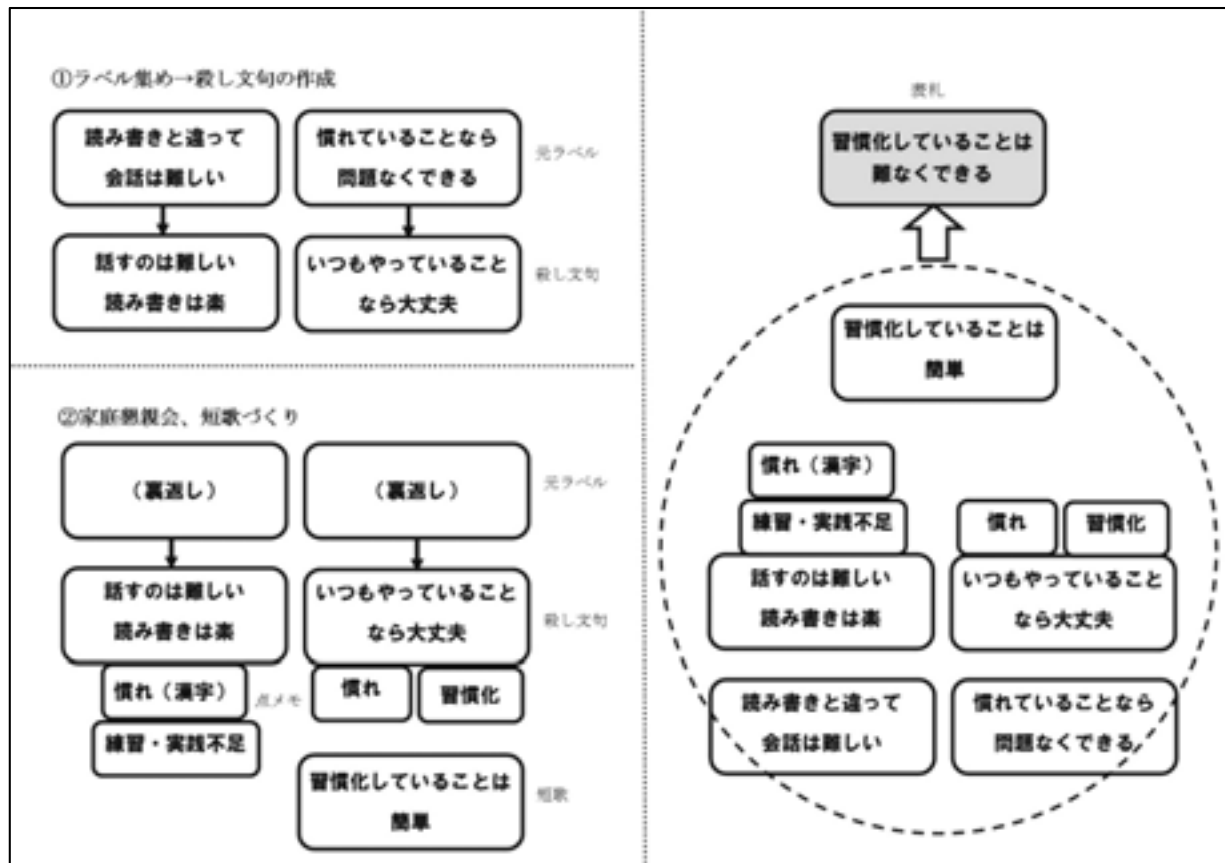 ①ラベル集め→殺し文句の作成
読み書きと違って
会話は難しい
慣れていることなら
問題なくできる
元ラベル
話すのは難しい
読み書きは楽
いつもやっていること
なら大丈夫
殺し文句
②家庭懇親会、短歌づくり
(裏返し)
(裏返し)
元ラベル
話すのは難しい
読み書きは楽
いつもやっていること
なら大丈夫
殺し文句
慣れ(漢字)
点メモ
慣れ
習慣化
練習・実践不足
習慣化していることは
簡単
短歌
表札
習慣化していることは
難なくできる
習慣化していることは
簡単
慣れ(漢字)
練習・実践不足
慣れ
習慣化
話すのは難しい
読み書きは楽
いつもやっていること
なら大丈夫
読み書きと違って
会話は難しい
慣れていることなら
問題なくできる